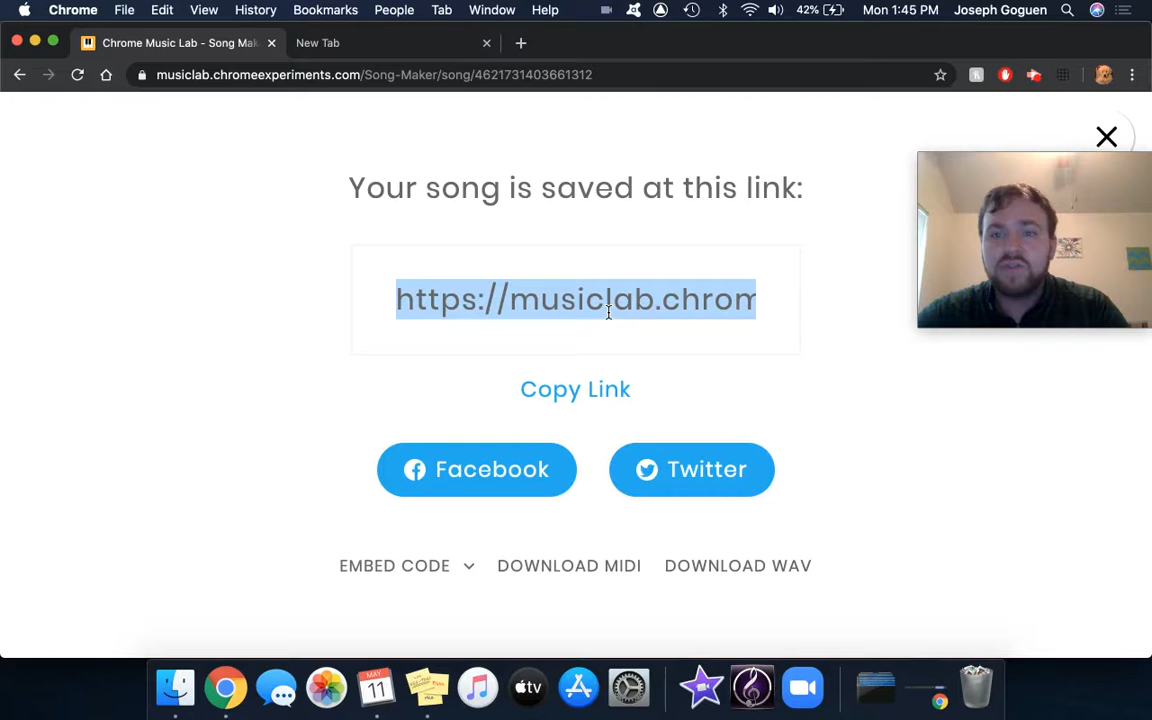 Chrome File Edit View History Bookmarks People Tab Window Help 42% Mon 1:45 PM Joseph Goguen
Chrome Music Lab - Song Mak
New Tab
musiclab.chromeexperiments.com/Song-Maker/song/4621731403661312
Your song is saved at this link:
https://musiclab.chrom
Copy Link
Facebook Twitter
EMBED CODE DOWNLOAD MIDI DOWNLOAD WAV
11
tv